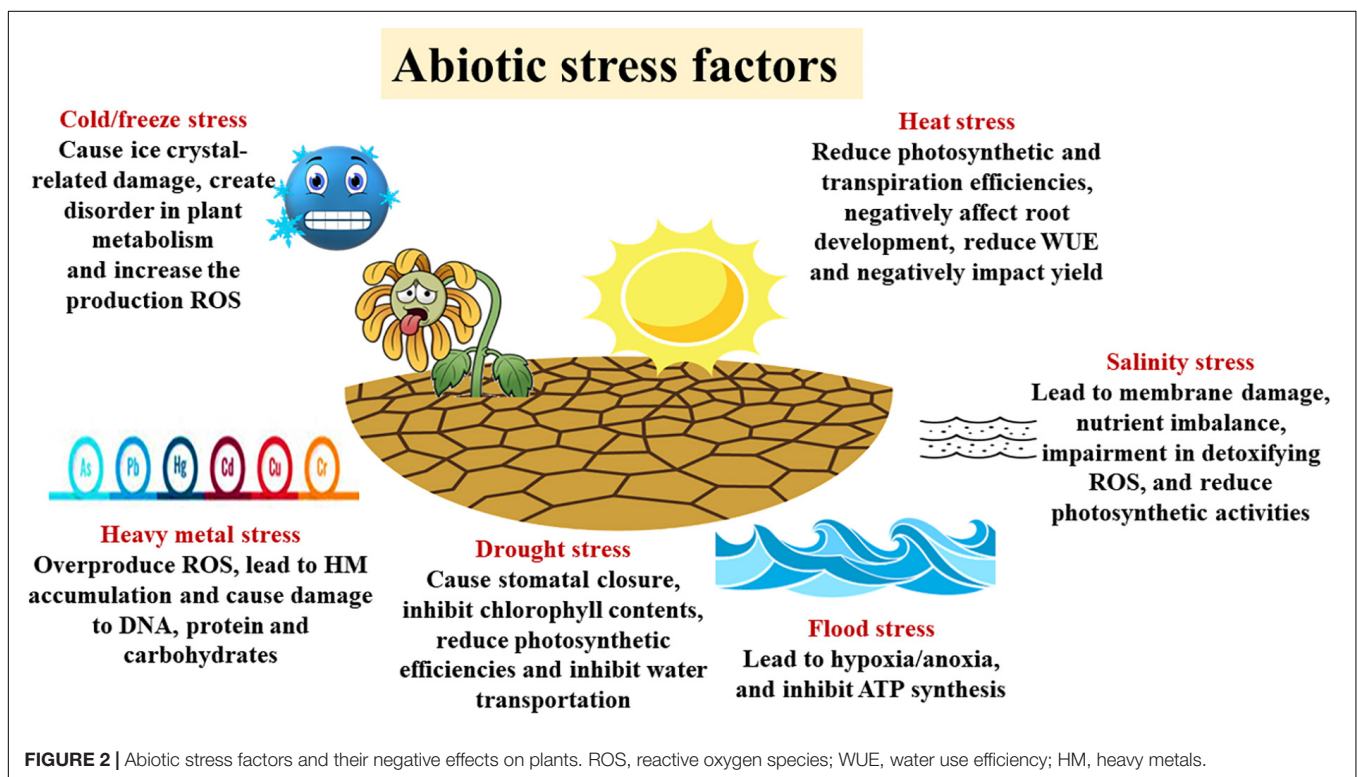 Abiotic stress factors
Cold/freeze stress
Cause ice crystal-
related damage, create
disorder in plant
metabolism
and increase the
production ROS
Heat stress
Reduce photosynthetic and
transpiration efficiencies,
negatively affect root
development, reduce WUE
and negatively impact yield
Salinity stress
Lead to membrane damage,
nutrient imbalance,
impairment in detoxifying
ROS, and reduce
photosynthetic activities
As Pb Hg Cd Cu Cr
Heavy metal stress
Overproduce ROS, lead to HM
accumulation and cause damage
to DNA, protein and
carbohydrates
Drought stress
Cause stomatal closure,
inhibit chlorophyll contents,
reduce photosynthetic
efficiencies and inhibit water
transportation
Flood stress
Lead to hypoxia/anoxia,
and inhibit ATP synthesis
FIGURE 2 | Abiotic stress factors and their negative effects on plants. ROS, reactive oxygen species; WUE, water use efficiency; HM, heavy metals.